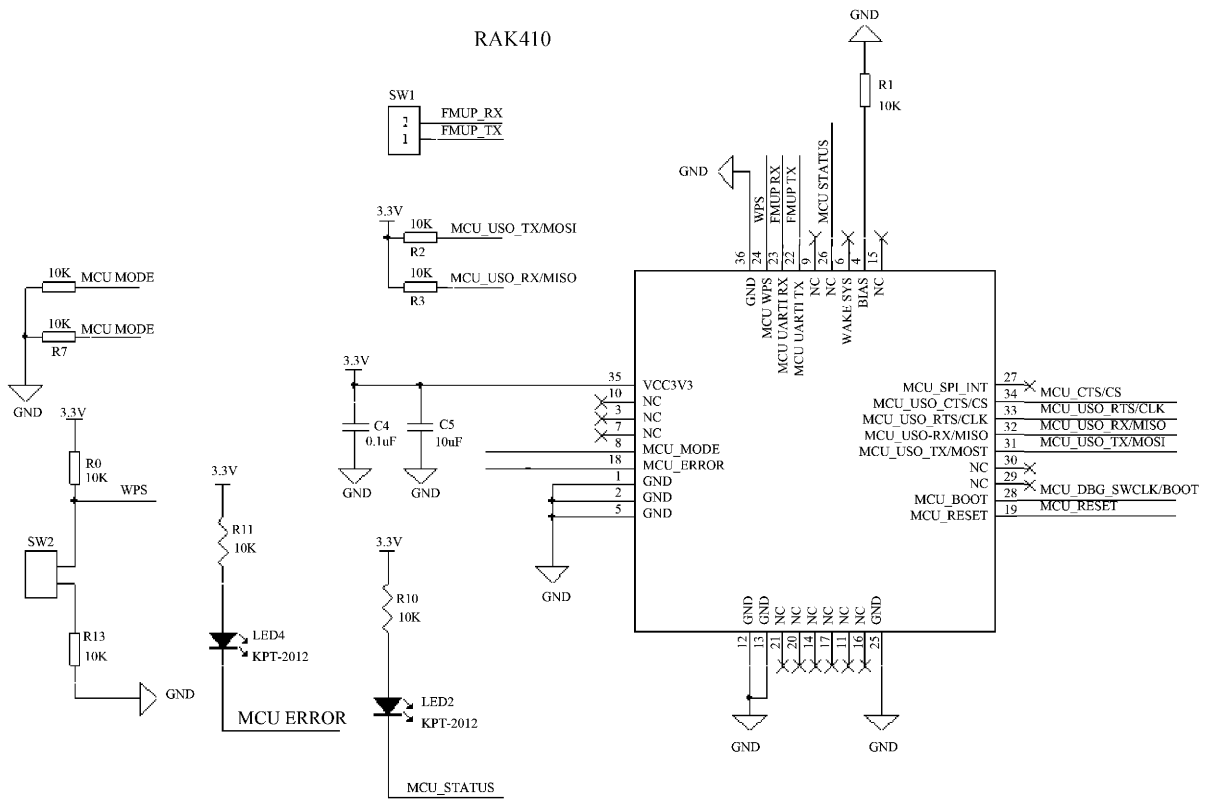 RAK410
GND
R1
10K
SW1
2
1
FMUP_RX
FMUP_TX
GND
WPS
FMUP RX
FMUP TX
MCU STATUS
3.3V
10K
MCU_USO_TX/MOSI
R2
10K
MCU_USO_RX/MISO
R3
10K
MCU MODE
10K
MCU MODE
R7
GND
36
24
23
22
9
26
6
4
15
GND
MCU WPS
MCU UARTI RX
MCU UARTI TX
NC
NC
WAKE SYS
BIAS
NC
3.3V
C4
0.1uF
C5
10uF
GND
GND
35 VCC3V3
10 NC
3 NC
7 NC
8 MCU_MODE
18 MCU_ERROR
1 GND
2 GND
5 GND
GND
MCU_SPI_INT 27
MCU_USO_CTS/CS 34 MCU_CTS/CS
MCU_USO_RTS/CLK 33 MCU_USO_RTS/CLK
MCU_USO-RX/MISO 32 MCU_USO_RX/MISO
MCU_USO_TX/MOST 31 MCU_USO_TX/MOSI
NC 30
NC 29
MCU_BOOT 28 MCU_DBG_SWCLK/BOOT
MCU_RESET 19 MCU_RESET
3.3V
R0
10K
WPS
SW2
R13
10K
GND
3.3V
R11
10K
LED4
KPT-2012
MCU ERROR
3.3V
R10
10K
LED2
KPT-2012
MCU_STATUS
GND
GND
NC
NC
NC
NC
NC
NC
GND
12
13
21
20
14
17
11
16
25
GND
GND